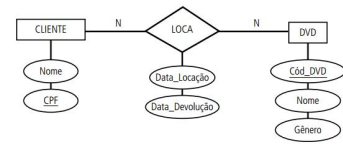 CLIENTE N LOCA N DVD
Nome
CPF
Data_Locação
Data_Devolução
Cód_DVD
Nome
Gênero